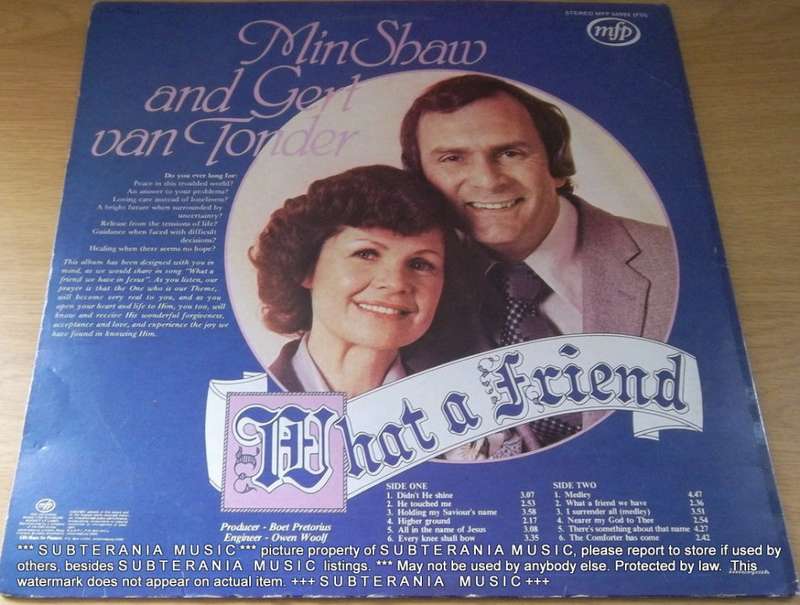 STEREO MFP
mfp
Min Shaw
and Gert
van Tonder
Do you ever long for:
Peace in this troubled world?
An answer to your problems?
Loving care instead of loneliness?
A bright future when surrounded by
uncertainty?
Release from the tensions of life?
Guidance when faced with difficult
decisions?
Healing when there seems no hope?
This album has been designed with you in
mind, as we would share in song "What a
friend we have in Jesus". As you listen, our
prayer is that the One who is our Theme,
will become very real to you, and as you
open your heart and life to Him, you too, will
know and receive His wonderful forgiveness,
acceptance and love, and experience the joy we
have found in knowing Him.
What a Friend
SIDE ONE
1. Didn't He shine 3.07
2. He touched me 2.53
3. Holding my Saviour's name 3.58
4. Higher ground 2.17
5. All in the name of Jesus 3.08
6. Every knee shall bow 3.35
SIDE TWO
1. Medley 4.47
2. What a friend we have 2.36
3. I surrender all (medley) 3.51
4. Nearer my God to Thee 2.54
5. There's something about that name 4.27
6. The Comforter has come 2.42
mfp
Producer - Boet Pretorius
Engineer - Owen Woolf
*** SUBTERANIA MUSIC *** picture property of SUBTERANIA MUSIC, please report to store if used by
others, besides SUBTERANIA MUSIC listings. *** May not be used by anybody else. Protected by law. This
watermark does not appear on actual item. +++ SUBTERANIA MUSIC +++